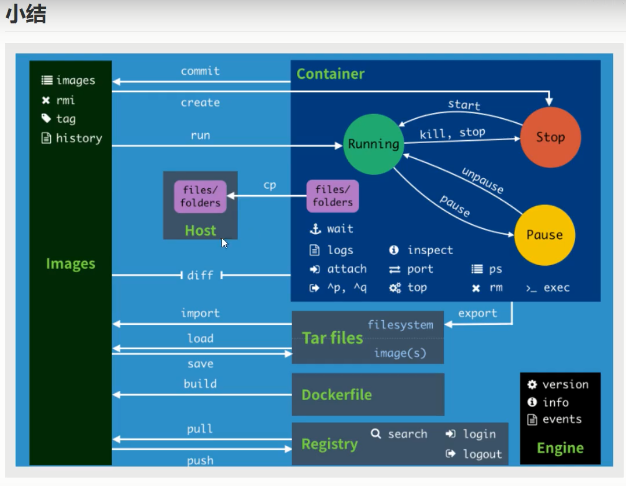 小结
images
rmi
tag
history
Images
commit
create
run
cp
diff
import
load
save
build
pull
push
files/
folders
Host
Container
Running
start
kill, stop
Stop
unpause
pause
Pause
files/
folders
wait
logs
inspect
attach
port
ps
^p, ^q
top
rm
>_ exec
export
Tar files
filesystem
image(s)
Dockerfile
Registry
search
login
logout
version
info
events
Engine